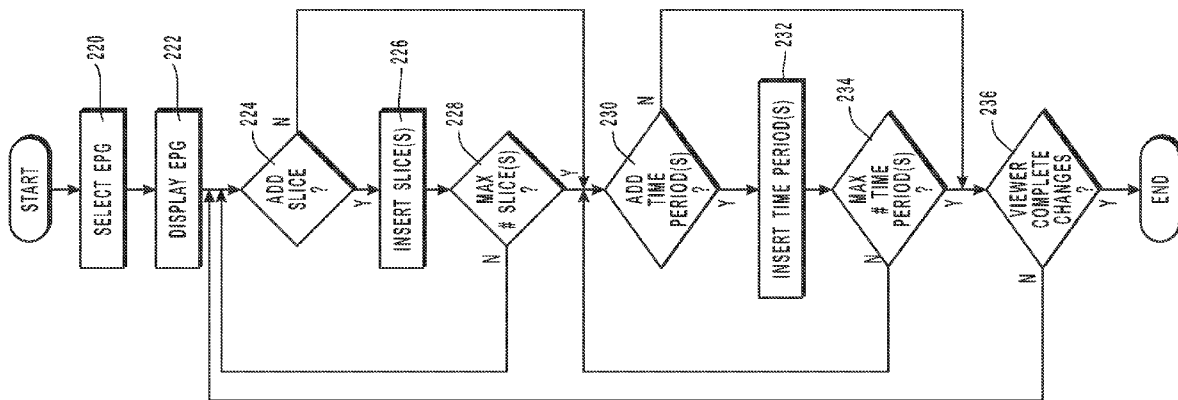 START
220
SELECT EPG
222
DISPLAY EPG
224
ADD
SLICE
?
N
Y
226
INSERT SLICE(S)
228
MAX
# SLICE(S)
?
N
Y
230
ADD
TIME
PERIOD(S)
?
N
Y
232
INSERT TIME PERIOD(S)
234
MAX
# TIME
PERIOD(S)
?
N
Y
236
VIEWER
COMPLETE
CHANGES
?
N
Y
END